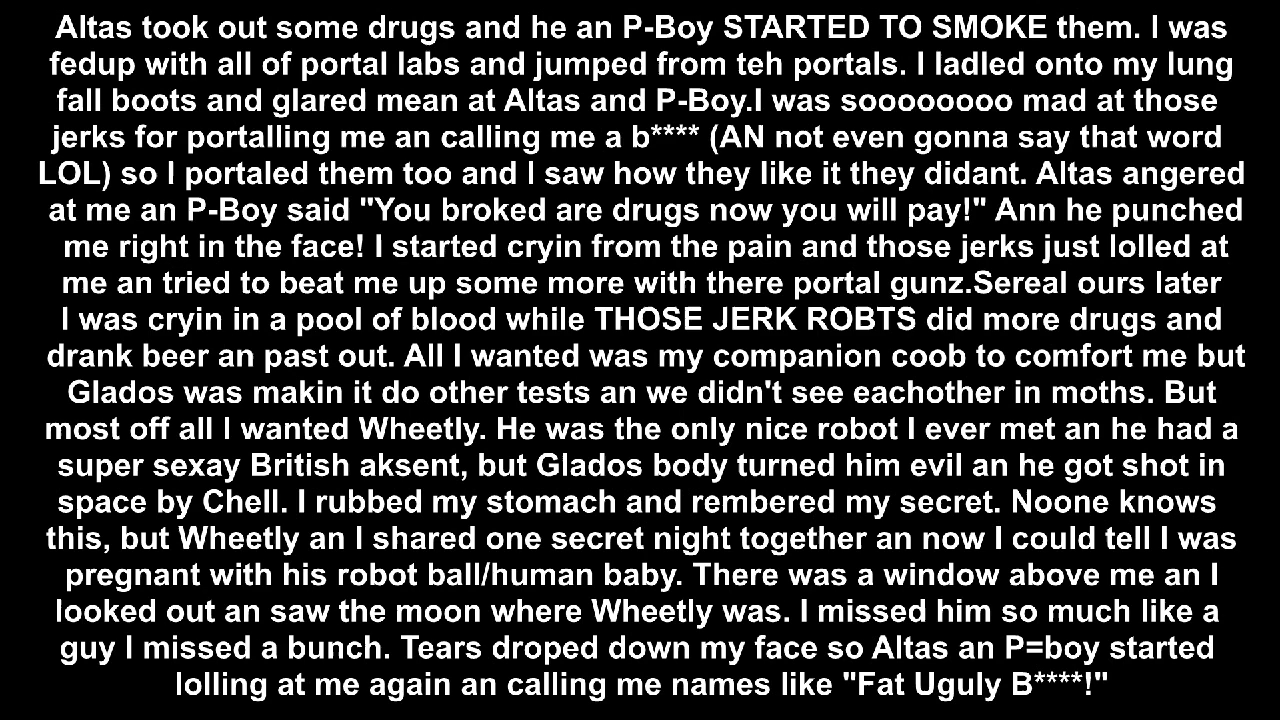 Altas took out some drugs and he an P-Boy STARTED TO SMOKE them. I was
fedup with all of portal labs and jumped from teh portals. I ladled onto my lung
fall boots and glared mean at Altas and P-Boy.I was soooooooo mad at those
jerks for portalling me an calling me a b**** (AN not even gonna say that word
LOL) so I portaled them too and I saw how they like it they didant. Altas angered
at me an P-Boy said "You broked are drugs now you will pay!" Ann he punched
me right in the face! I started cryin from the pain and those jerks just lolled at
me an tried to beat me up some more with there portal gunz.Sereal ours later
I was cryin in a pool of blood while THOSE JERK ROBTS did more drugs and
drank beer an past out. All I wanted was my companion coob to comfort me but
Glados was makin it do other tests an we didn't see eachother in moths. But
most off all I wanted Wheetly. He was the only nice robot I ever met an he had a
super sexay British aksent, but Glados body turned him evil an he got shot in
space by Chell. I rubbed my stomach and rembered my secret. Noone knows
this, but Wheetly an I shared one secret night together an now I could tell I was
pregnant with his robot ball/human baby. There was a window above me an I
looked out an saw the moon where Wheetly was. I missed him so much like a
guy I missed a bunch. Tears droped down my face so Altas an P=boy started
lolling at me again an calling me names like "Fat Uguly B****!"